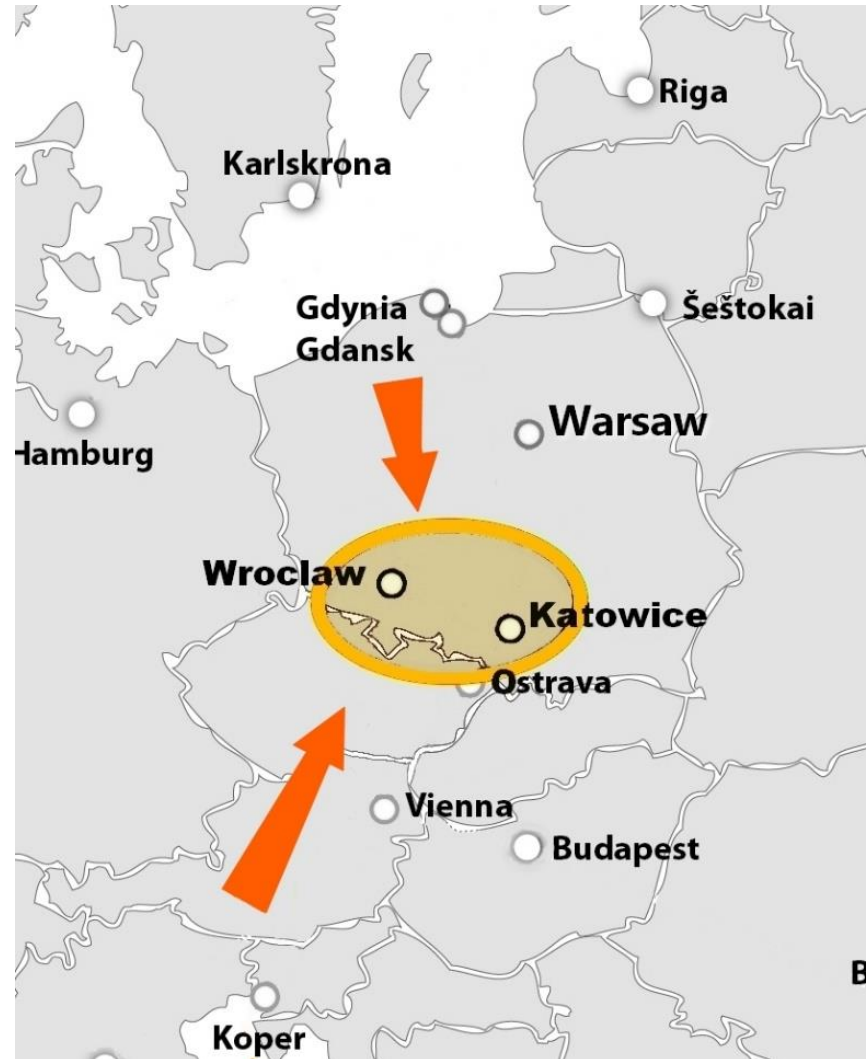 Riga
Karlskrona
Gdynia
Gdansk
Šeštokai
Hamburg
Warsaw
Wroclaw
Katowice
Ostrava
Vienna
Budapest
B
Koper